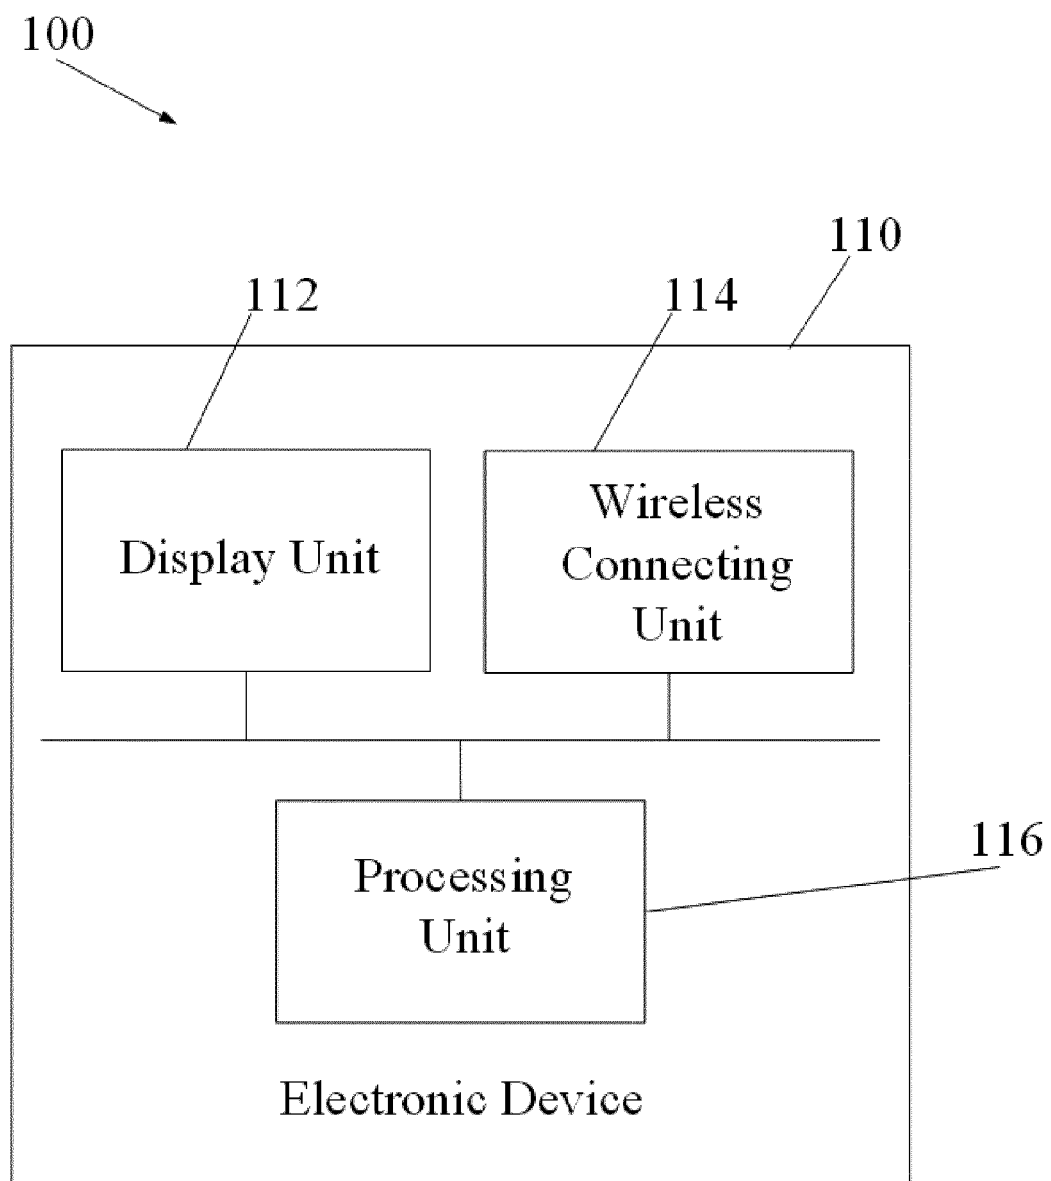 100
110
112
114
Display Unit
Wireless
Connecting
Unit
116
Processing
Unit
Electronic Device